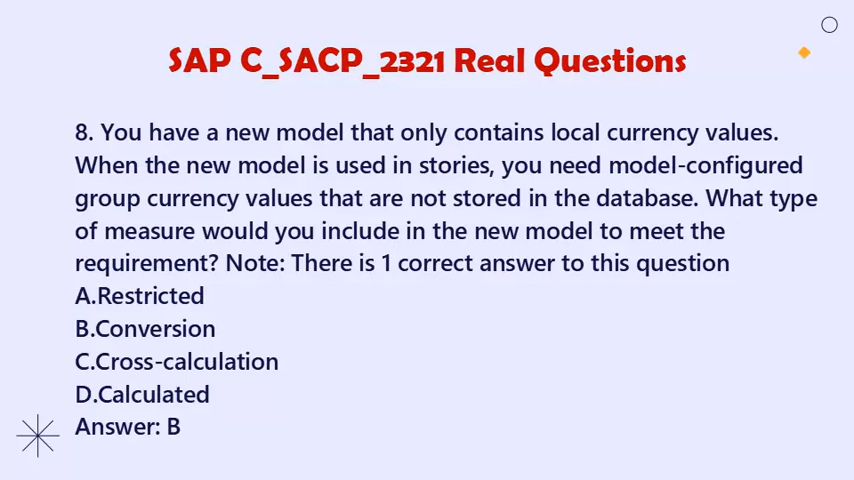 SAP C_SACP_2321 Real Questions
8. You have a new model that only contains local currency values.
When the new model is used in stories, you need model-configured
group currency values that are not stored in the database. What type
of measure would you include in the new model to meet the
requirement? Note: There is 1 correct answer to this question
A.Restricted
B.Conversion
C.Cross-calculation
D.Calculated
Answer: B